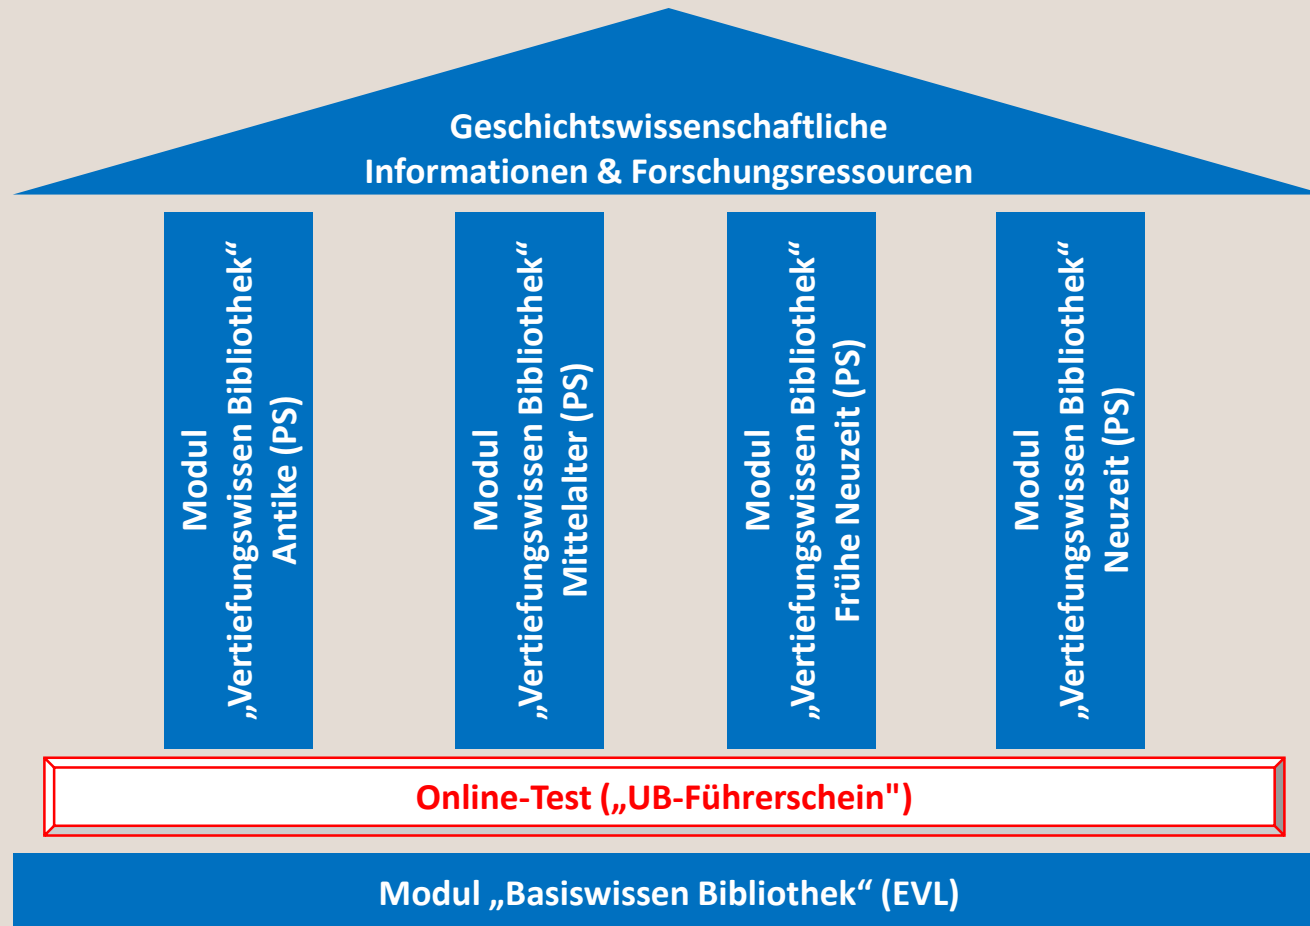 Geschichtswissenschaftliche
Informationen & Forschungsressourcen
Modul
„Vertiefungswissen Bibliothek“
Antike (PS)
Modul
„Vertiefungswissen Bibliothek“
Mittelalter (PS)
Modul
„Vertiefungswissen Bibliothek“
Frühe Neuzeit (PS)
Modul
„Vertiefungswissen Bibliothek“
Neuzeit (PS)
Online-Test („UB-Führerschein")
Modul „Basiswissen Bibliothek“ (EVL)